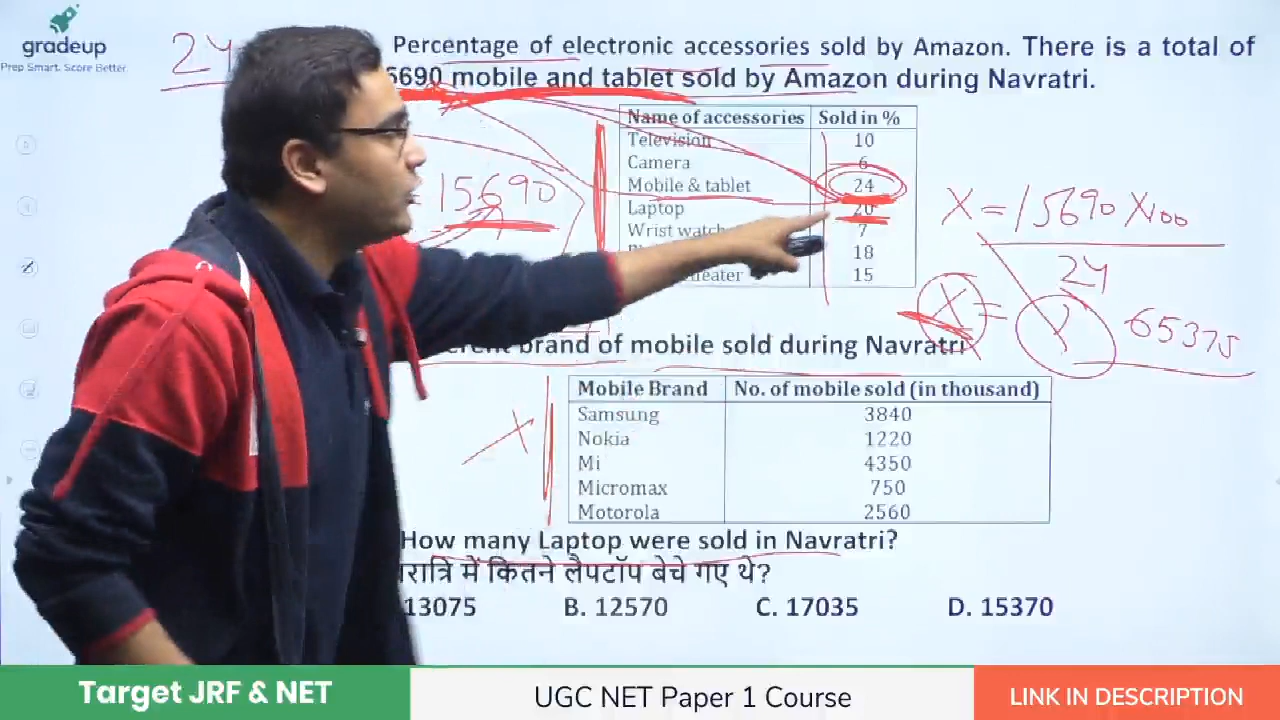 gradeup
Prep Smart. Score Better.
24
Percentage of electronic accessories sold by Amazon. There is a total of
5690 mobile and tablet sold by Amazon during Navratri.
Name of accessories Sold in %
Television 10
Camera 6
Mobile & tablet 24
Laptop 20
Wrist watch 7
18
15
= 15690
X = 15690 X100
24
X =
65375
brand of mobile sold during Navratri
Mobile Brand No. of mobile sold (in thousand)
Samsung 3840
Nokia 1220
Mi 4350
Micromax 750
Motorola 2560
X
How many Laptop were sold in Navratri?
रात्रि में कितने लैपटॉप बेचे गए थे?
13075 B. 12570 C. 17035 D. 15370
Target JRF & NET
UGC NET Paper 1 Course
LINK IN DESCRIPTION